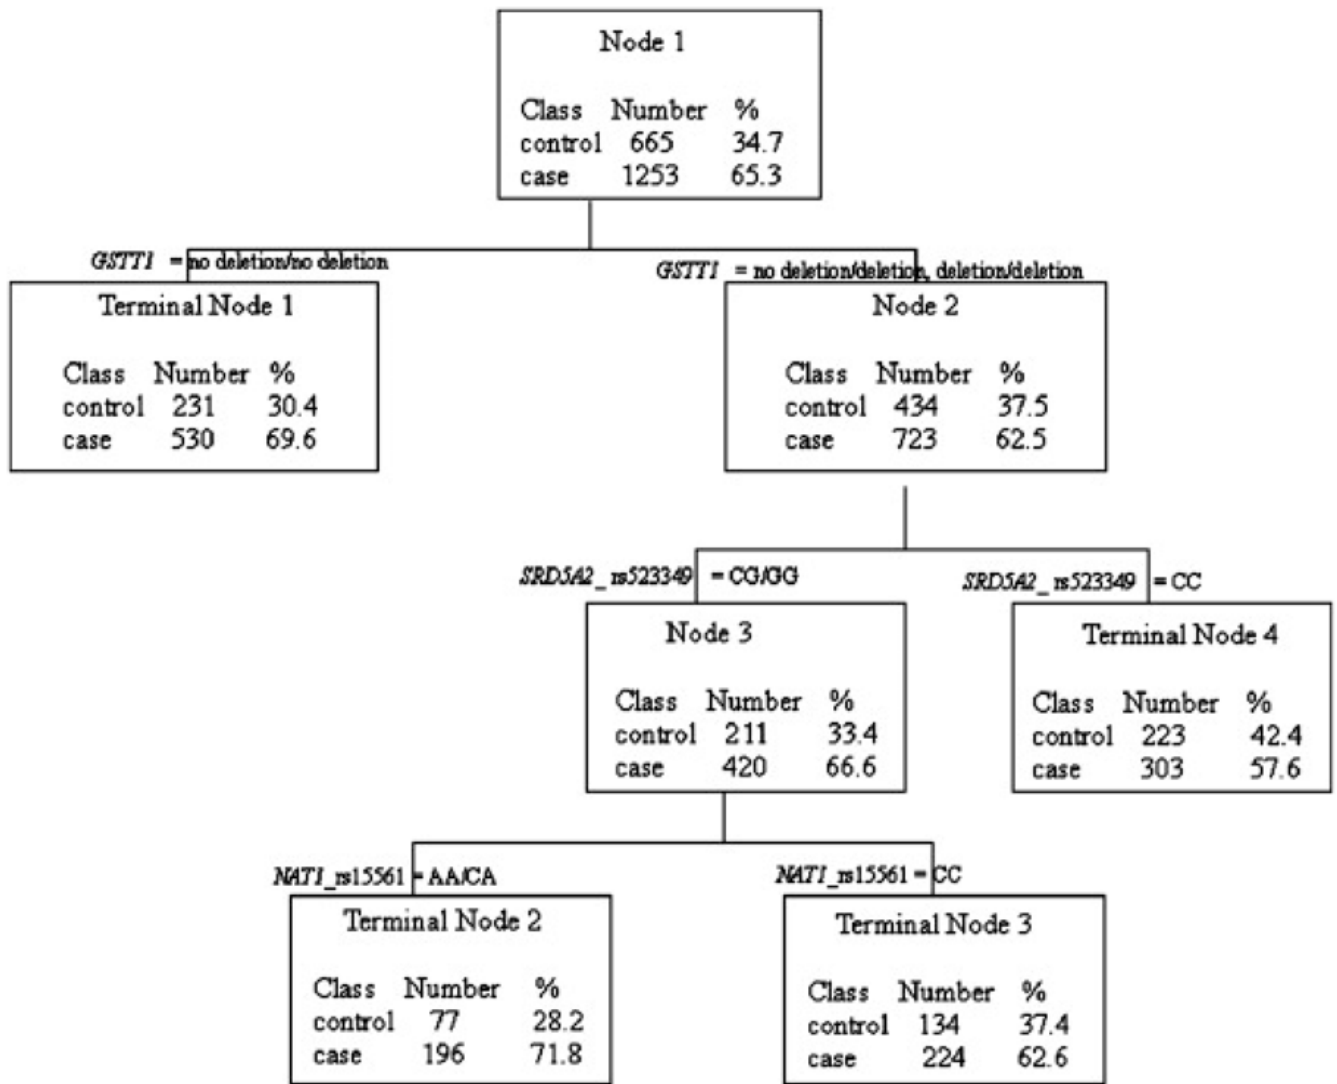 Node 1
Class Number %
control 665 34.7
case 1253 65.3
GSTT1 = no deletion/no deletion
GSTT1 = no deletion/deletion, deletion/deletion
Terminal Node 1
Class Number %
control 231 30.4
case 530 69.6
Node 2
Class Number %
control 434 37.5
case 723 62.5
SRD5A2_rs523349 = CG/GG
SRD5A2_rs523349 = CC
Node 3
Class Number %
control 211 33.4
case 420 66.6
Terminal Node 4
Class Number %
control 223 42.4
case 303 57.6
NAT1_rs15561 = AA/CA
NAT1_rs15561 = CC
Terminal Node 2
Class Number %
control 77 28.2
case 196 71.8
Terminal Node 3
Class Number %
control 134 37.4
case 224 62.6